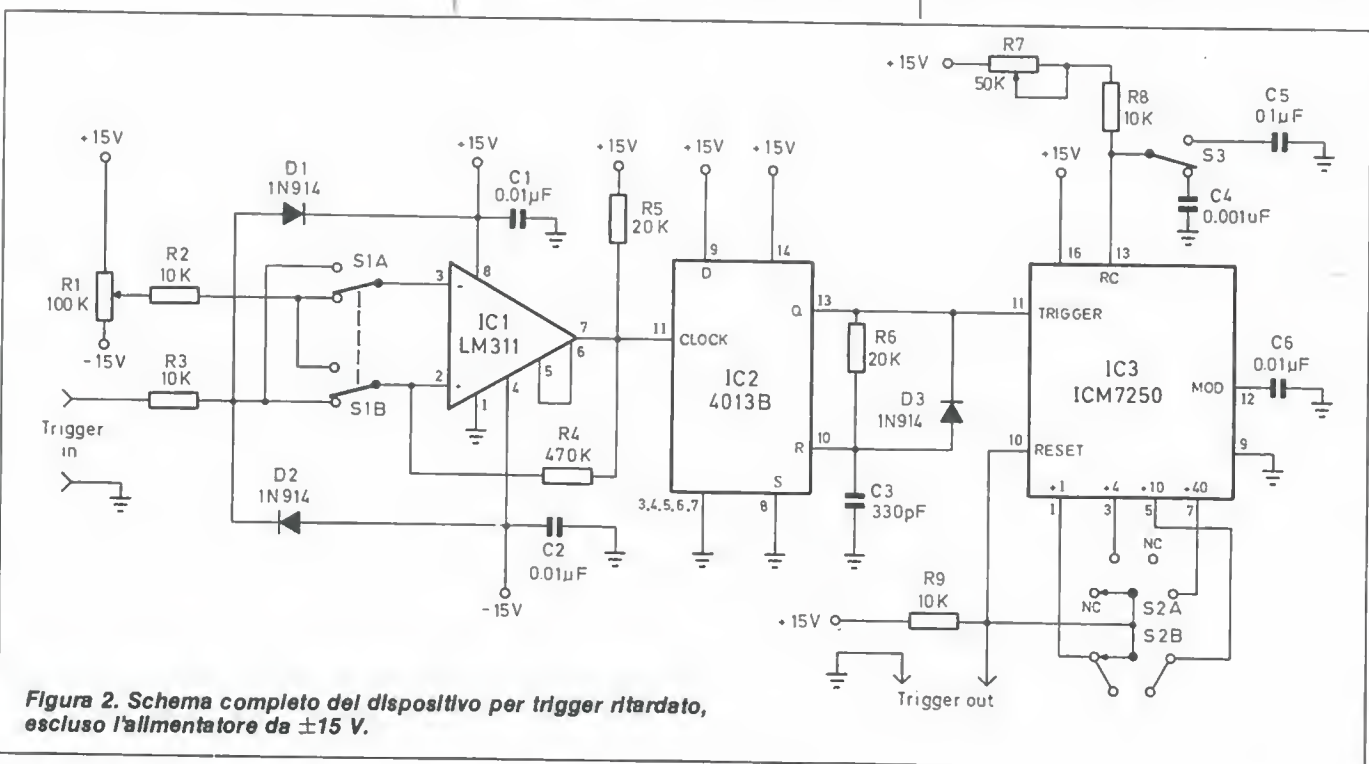 R7
+15V
50K
R8
10K
C5
01µF
S3
C4
0.001uF
+15V
D1
1N914
+15V
C1
0.01µF
+15V
R5
20K
+15V
+15V
+15V
R1
100K
R2
10K
S1A
3
-
8
IC1
LM311
7
6
5
4
2
+
1
-15V
R3
10K
S1B
Trigger
in
R4
470K
D2
1N914
C2
0.01µF
-15V
9
D
14
11
CLOCK
Q
13
IC2
4013B
R
10
S
3.4.5.6.7
8
R6
20K
D3
1N914
C3
330pF
16
13
RC
11
TRIGGER
IC3
ICM7250
MOD
12
C6
0.01µF
10
RESET
9
+1
+4
+10
+40
1
3
5
7
NC
NC
S2A
S2B
R9
10K
+15V
Trigger out
Figura 2. Schema completo del dispositivo per trigger ritardato,
escluso l'alimentatore da ±15 V.